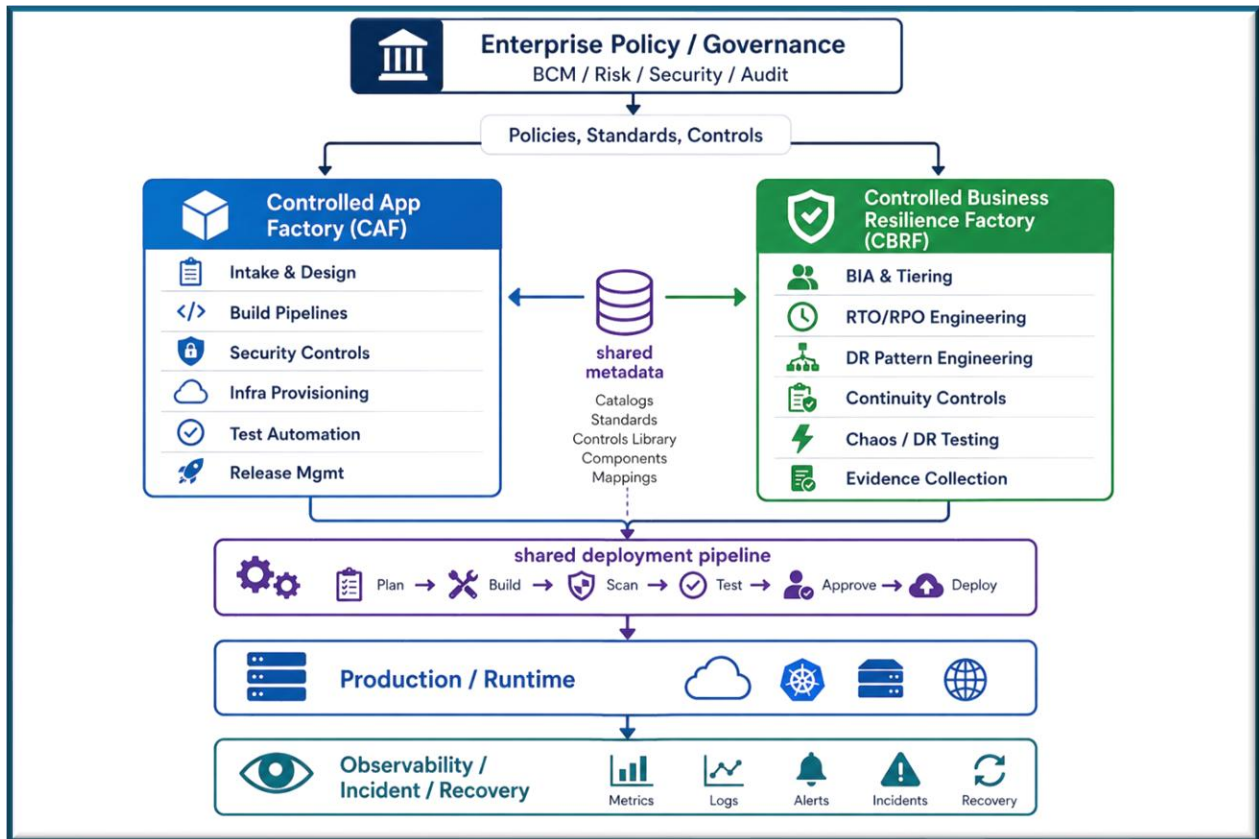 Enterprise Policy / Governance
BCM / Risk / Security / Audit
Policies, Standards, Controls
Controlled App
Factory (CAF)
Intake & Design
</>
Build Pipelines
Security Controls
Infra Provisioning
Test Automation
Release Mgmt
shared
metadata
Catalogs
Standards
Controls Library
Components
Mappings
Controlled Business
Resilience Factory
(CBRF)
BIA & Tiering
RTO/RPO Engineering
DR Pattern Engineering
Continuity Controls
Chaos / DR Testing
Evidence Collection
shared deployment pipeline
Plan → Build → Scan → Test → Approve → Deploy
Production / Runtime
Observability /
Incident / Recovery
Metrics
Logs
Alerts
Incidents
Recovery